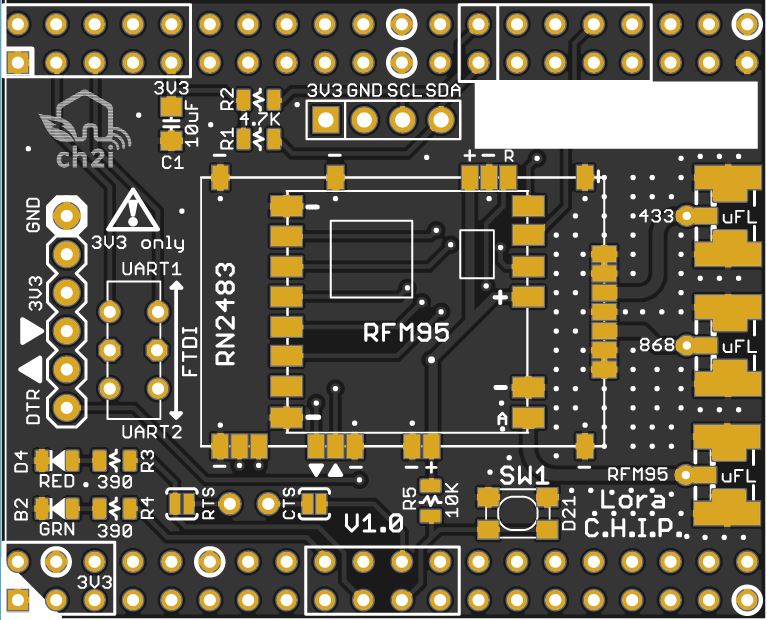 3V3
10uF
C1
R2
4.7K
R1
3V3 GND SCL SDA
ch2i
+ − R
+
GND
3V3 only
3V3
DTR
UART1
FTDI
UART2
RN2483
RFM95
+
A
433
uFL
868
uFL
RFM95
uFL
D4
RED
.390
R3
B2
GRN
390
R4
RTS
CTS
V1.0
R5
10K
SW1
D21
Lora
C.H.I.P.
3V3